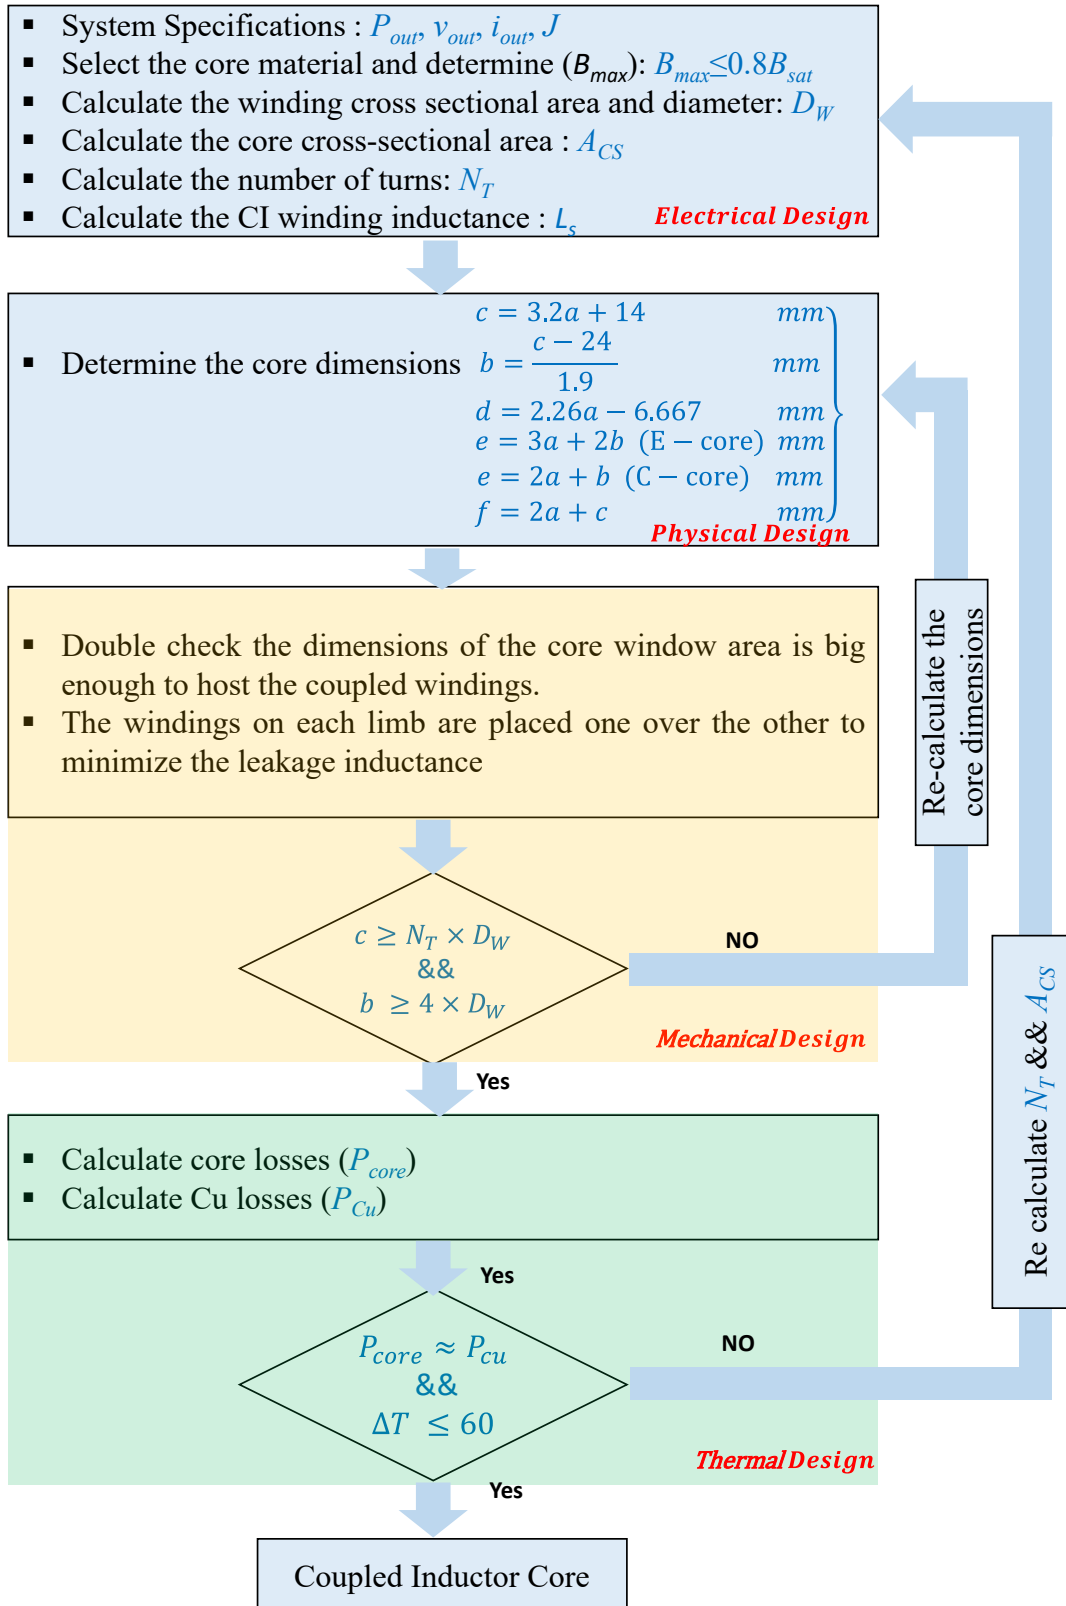 ▪ System Specifications : P_out, v_out, i_out, J
▪ Select the core material and determine (B_max): B_max≤0.8B_sat
▪ Calculate the winding cross sectional area and diameter: D_W
▪ Calculate the core cross-sectional area : A_CS
▪ Calculate the number of turns: N_T
▪ Calculate the CI winding inductance : L_s
Electrical Design
▪ Determine the core dimensions
c = 3.2a + 14 mm
b = (c − 24)/1.9 mm
d = 2.26a − 6.667 mm
e = 3a + 2b (E − core) mm
e = 2a + b (C − core) mm
f = 2a + c mm
Physical Design
▪ Double check the dimensions of the core window area is big
enough to host the coupled windings.
▪ The windings on each limb are placed one over the other to
minimize the leakage inductance
c ≥ N_T × D_W
&&
b ≥ 4 × D_W
NO
Mechanical Design
Yes
Re-calculate the
core dimensions
▪ Calculate core losses (P_core)
▪ Calculate Cu losses (P_Cu)
Yes
P_core ≈ P_cu
&&
ΔT ≤ 60
NO
Thermal Design
Yes
Re calculate N_T && A_CS
Coupled Inductor Core